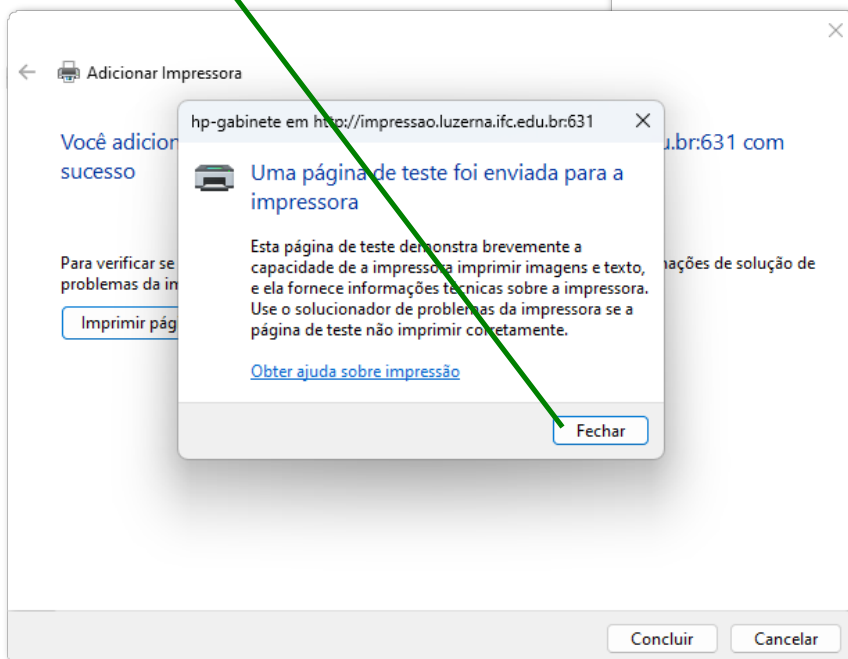 Adicionar Impressora
hp-gabinete em http://impressao.luzerna.ifc.edu.br:631
Você adicion
.br:631 com
sucesso
Uma página de teste foi enviada para a
impressora
Esta página de teste demonstra brevemente a
capacidade de a impressora imprimir imagens e texto,
e ela fornece informações técnicas sobre a impressora.
Use o solucionador de problemas da impressora se a
página de teste não imprimir corretamente.
Para verificar se
ações de solução de
problemas da im
Imprimir pág
Obter ajuda sobre impressão
Fechar
Concluir
Cancelar